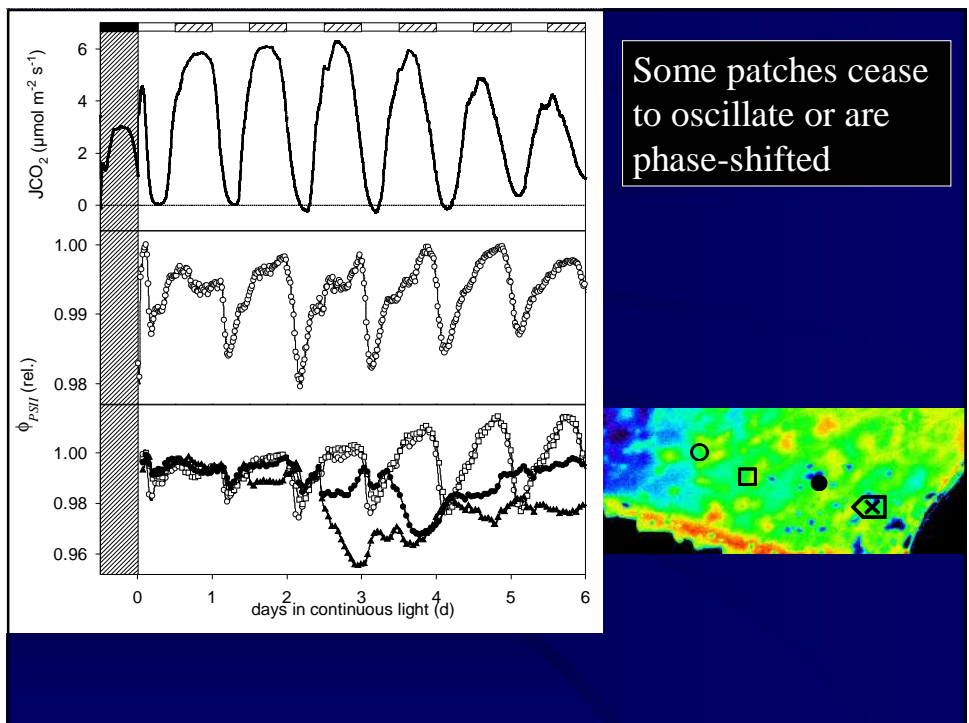 Some patches cease
to oscillate or are
phase-shifted
JCO₂ (µmol m⁻² s⁻¹)
6
4
2
0
ϕPSII (rel.)
1.00
0.99
0.98
1.00
0.98
0.96
0 1 2 3 4 5 6
days in continuous light (d)